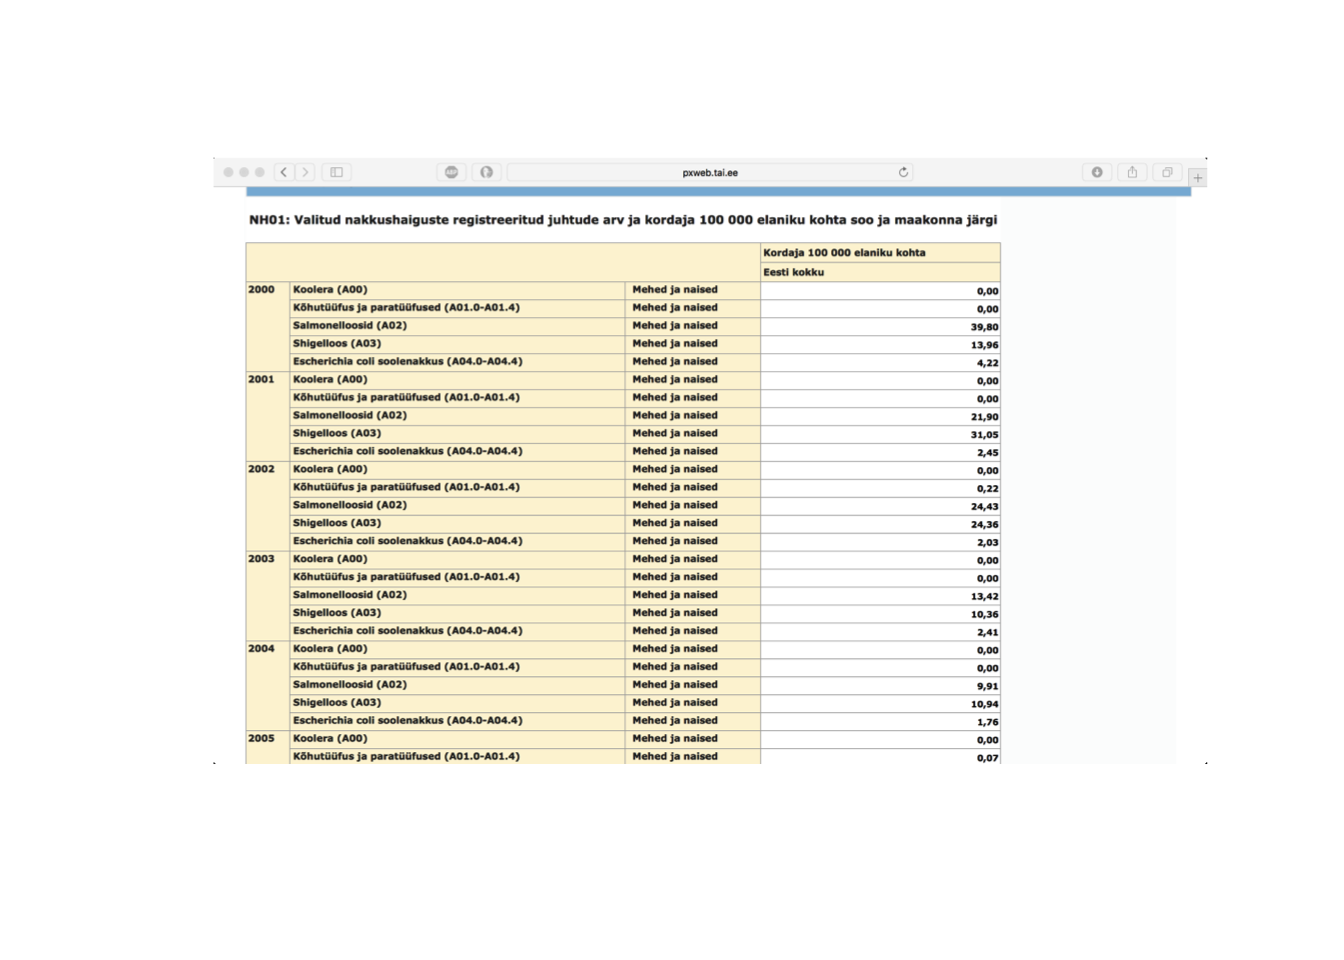 pxweb.tai.ee
NH01: Valitud nakkushaiguste registreeritud juhtude arv ja kordaja 100 000 elaniku kohta soo ja maakonna järgi
Kordaja 100 000 elaniku kohta
Eesti kokku
2000 Koolera (A00) Mehed ja naised 0,00
Kõhutüüfus ja paratüüfused (A01.0-A01.4) Mehed ja naised 0,00
Salmonelloosid (A02) Mehed ja naised 39,80
Shigelloos (A03) Mehed ja naised 13,96
Escherichia coli soolenakkus (A04.0-A04.4) Mehed ja naised 4,22
2001 Koolera (A00) Mehed ja naised 0,00
Kõhutüüfus ja paratüüfused (A01.0-A01.4) Mehed ja naised 0,00
Salmonelloosid (A02) Mehed ja naised 21,90
Shigelloos (A03) Mehed ja naised 31,05
Escherichia coli soolenakkus (A04.0-A04.4) Mehed ja naised 2,45
2002 Koolera (A00) Mehed ja naised 0,00
Kõhutüüfus ja paratüüfused (A01.0-A01.4) Mehed ja naised 0,22
Salmonelloosid (A02) Mehed ja naised 24,43
Shigelloos (A03) Mehed ja naised 24,36
Escherichia coli soolenakkus (A04.0-A04.4) Mehed ja naised 2,03
2003 Koolera (A00) Mehed ja naised 0,00
Kõhutüüfus ja paratüüfused (A01.0-A01.4) Mehed ja naised 0,00
Salmonelloosid (A02) Mehed ja naised 13,42
Shigelloos (A03) Mehed ja naised 10,36
Escherichia coli soolenakkus (A04.0-A04.4) Mehed ja naised 2,41
2004 Koolera (A00) Mehed ja naised 0,00
Kõhutüüfus ja paratüüfused (A01.0-A01.4) Mehed ja naised 0,00
Salmonelloosid (A02) Mehed ja naised 9,91
Shigelloos (A03) Mehed ja naised 10,94
Escherichia coli soolenakkus (A04.0-A04.4) Mehed ja naised 1,76
2005 Koolera (A00) Mehed ja naised 0,00
Kõhutüüfus ja paratüüfused (A01.0-A01.4) Mehed ja naised 0,07